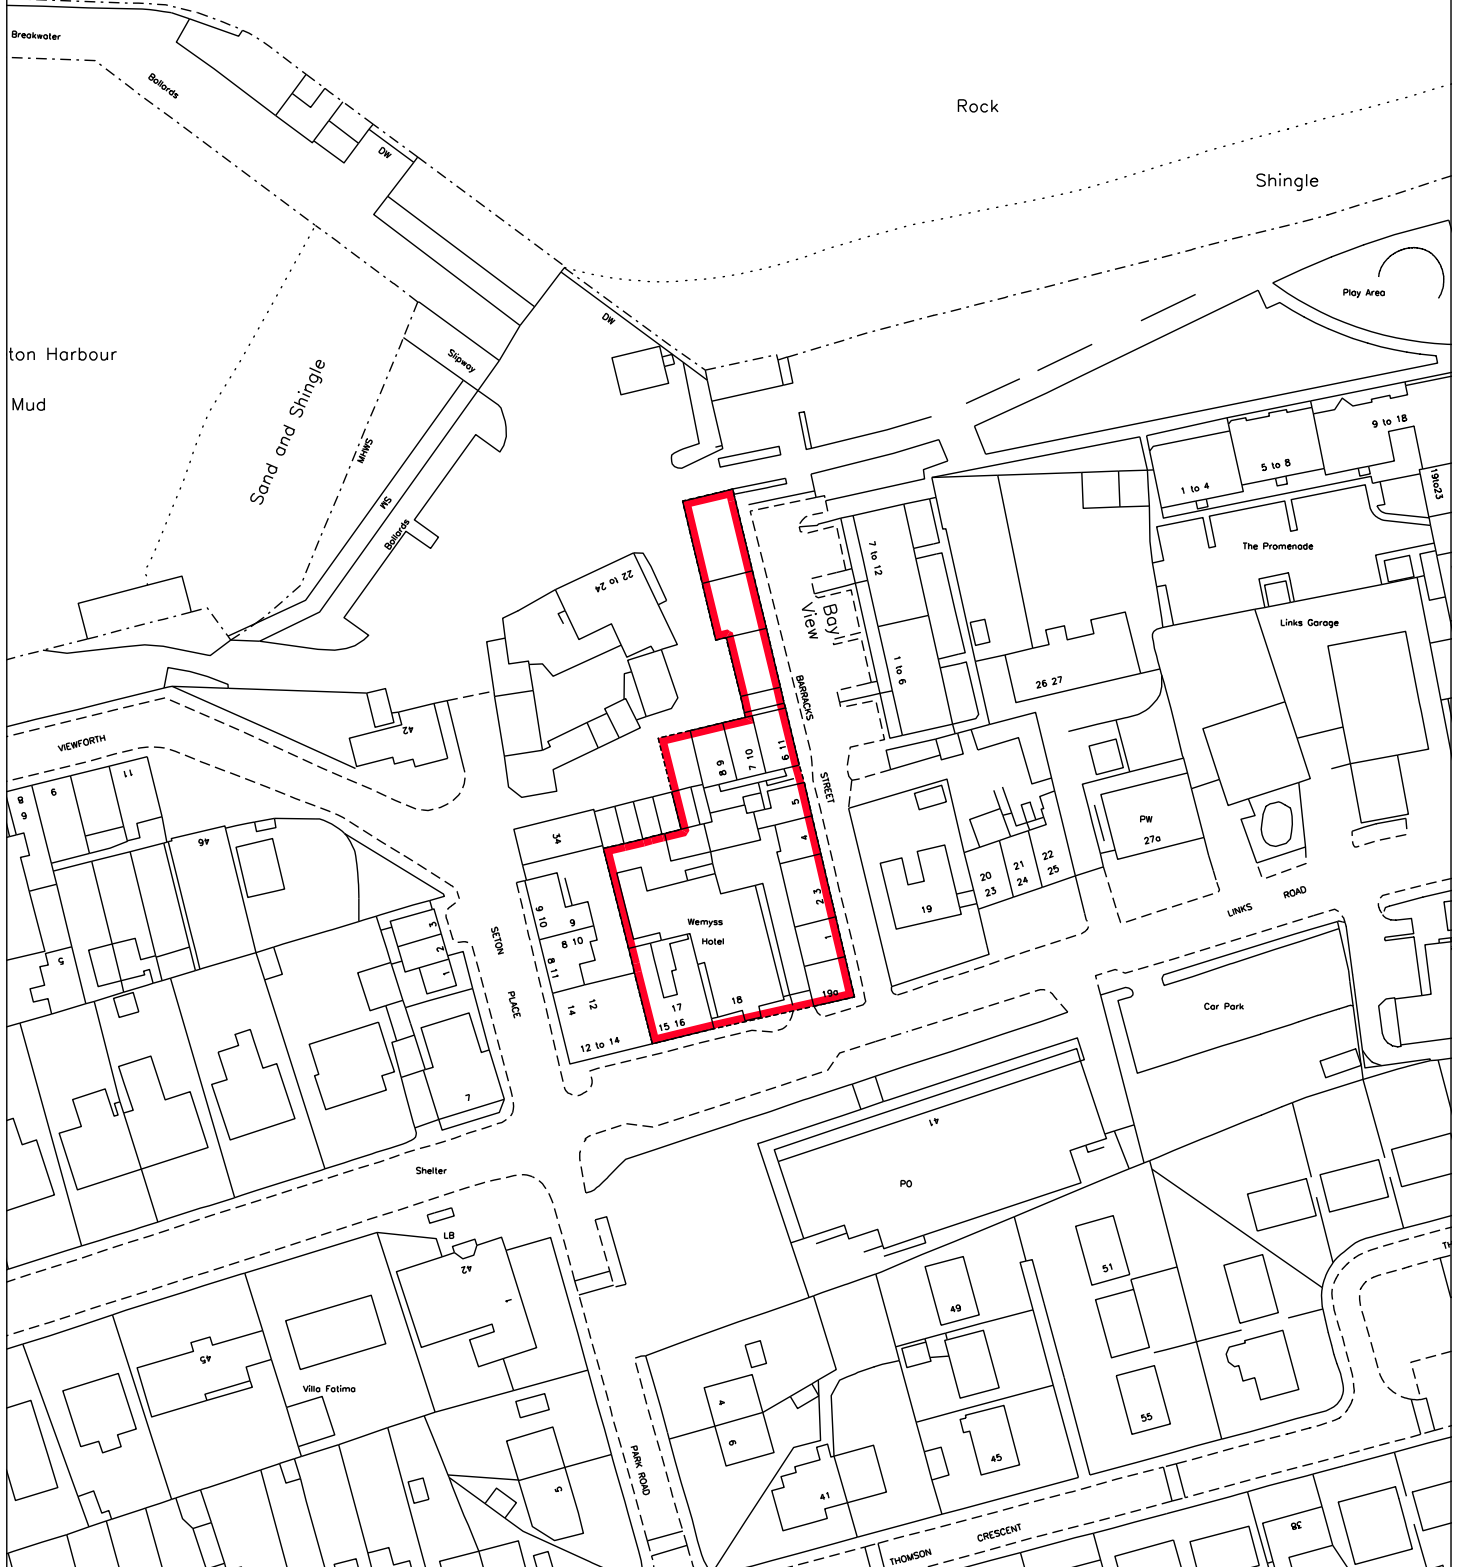 Breakwater
Bollards
Rock
DW
Shingle
Play Area
DW
ton Harbour
Slipway
Mud
Sand and Shingle
MHWS
SM
Bollards
9 to 18
5 to 8
1 to 4
19to23
The Promenade
7 to 12
22 to 24
Bay
View
Links Garage
1 to 6
26 27
BARRACKS
STREET
42
VIEWFORTH
11
9
8
6
11
6
7
10
8
9
5
4
2 3
1
34
46
PW
27a
22
25
21
24
20
23
19
LINKS
ROAD
Wemyss
Hotel
9
10
9
8 10
8
11
3
2
1
5
SETON
PLACE
14
12
12 to 14
17
15 16
18
19a
Car Park
7
41
PO
Shelter
LB
42
1
45
Villa Fatima
51
49
4
6
55
45
41
5
PARK ROAD
THOMSON
CRESCENT
38
TH